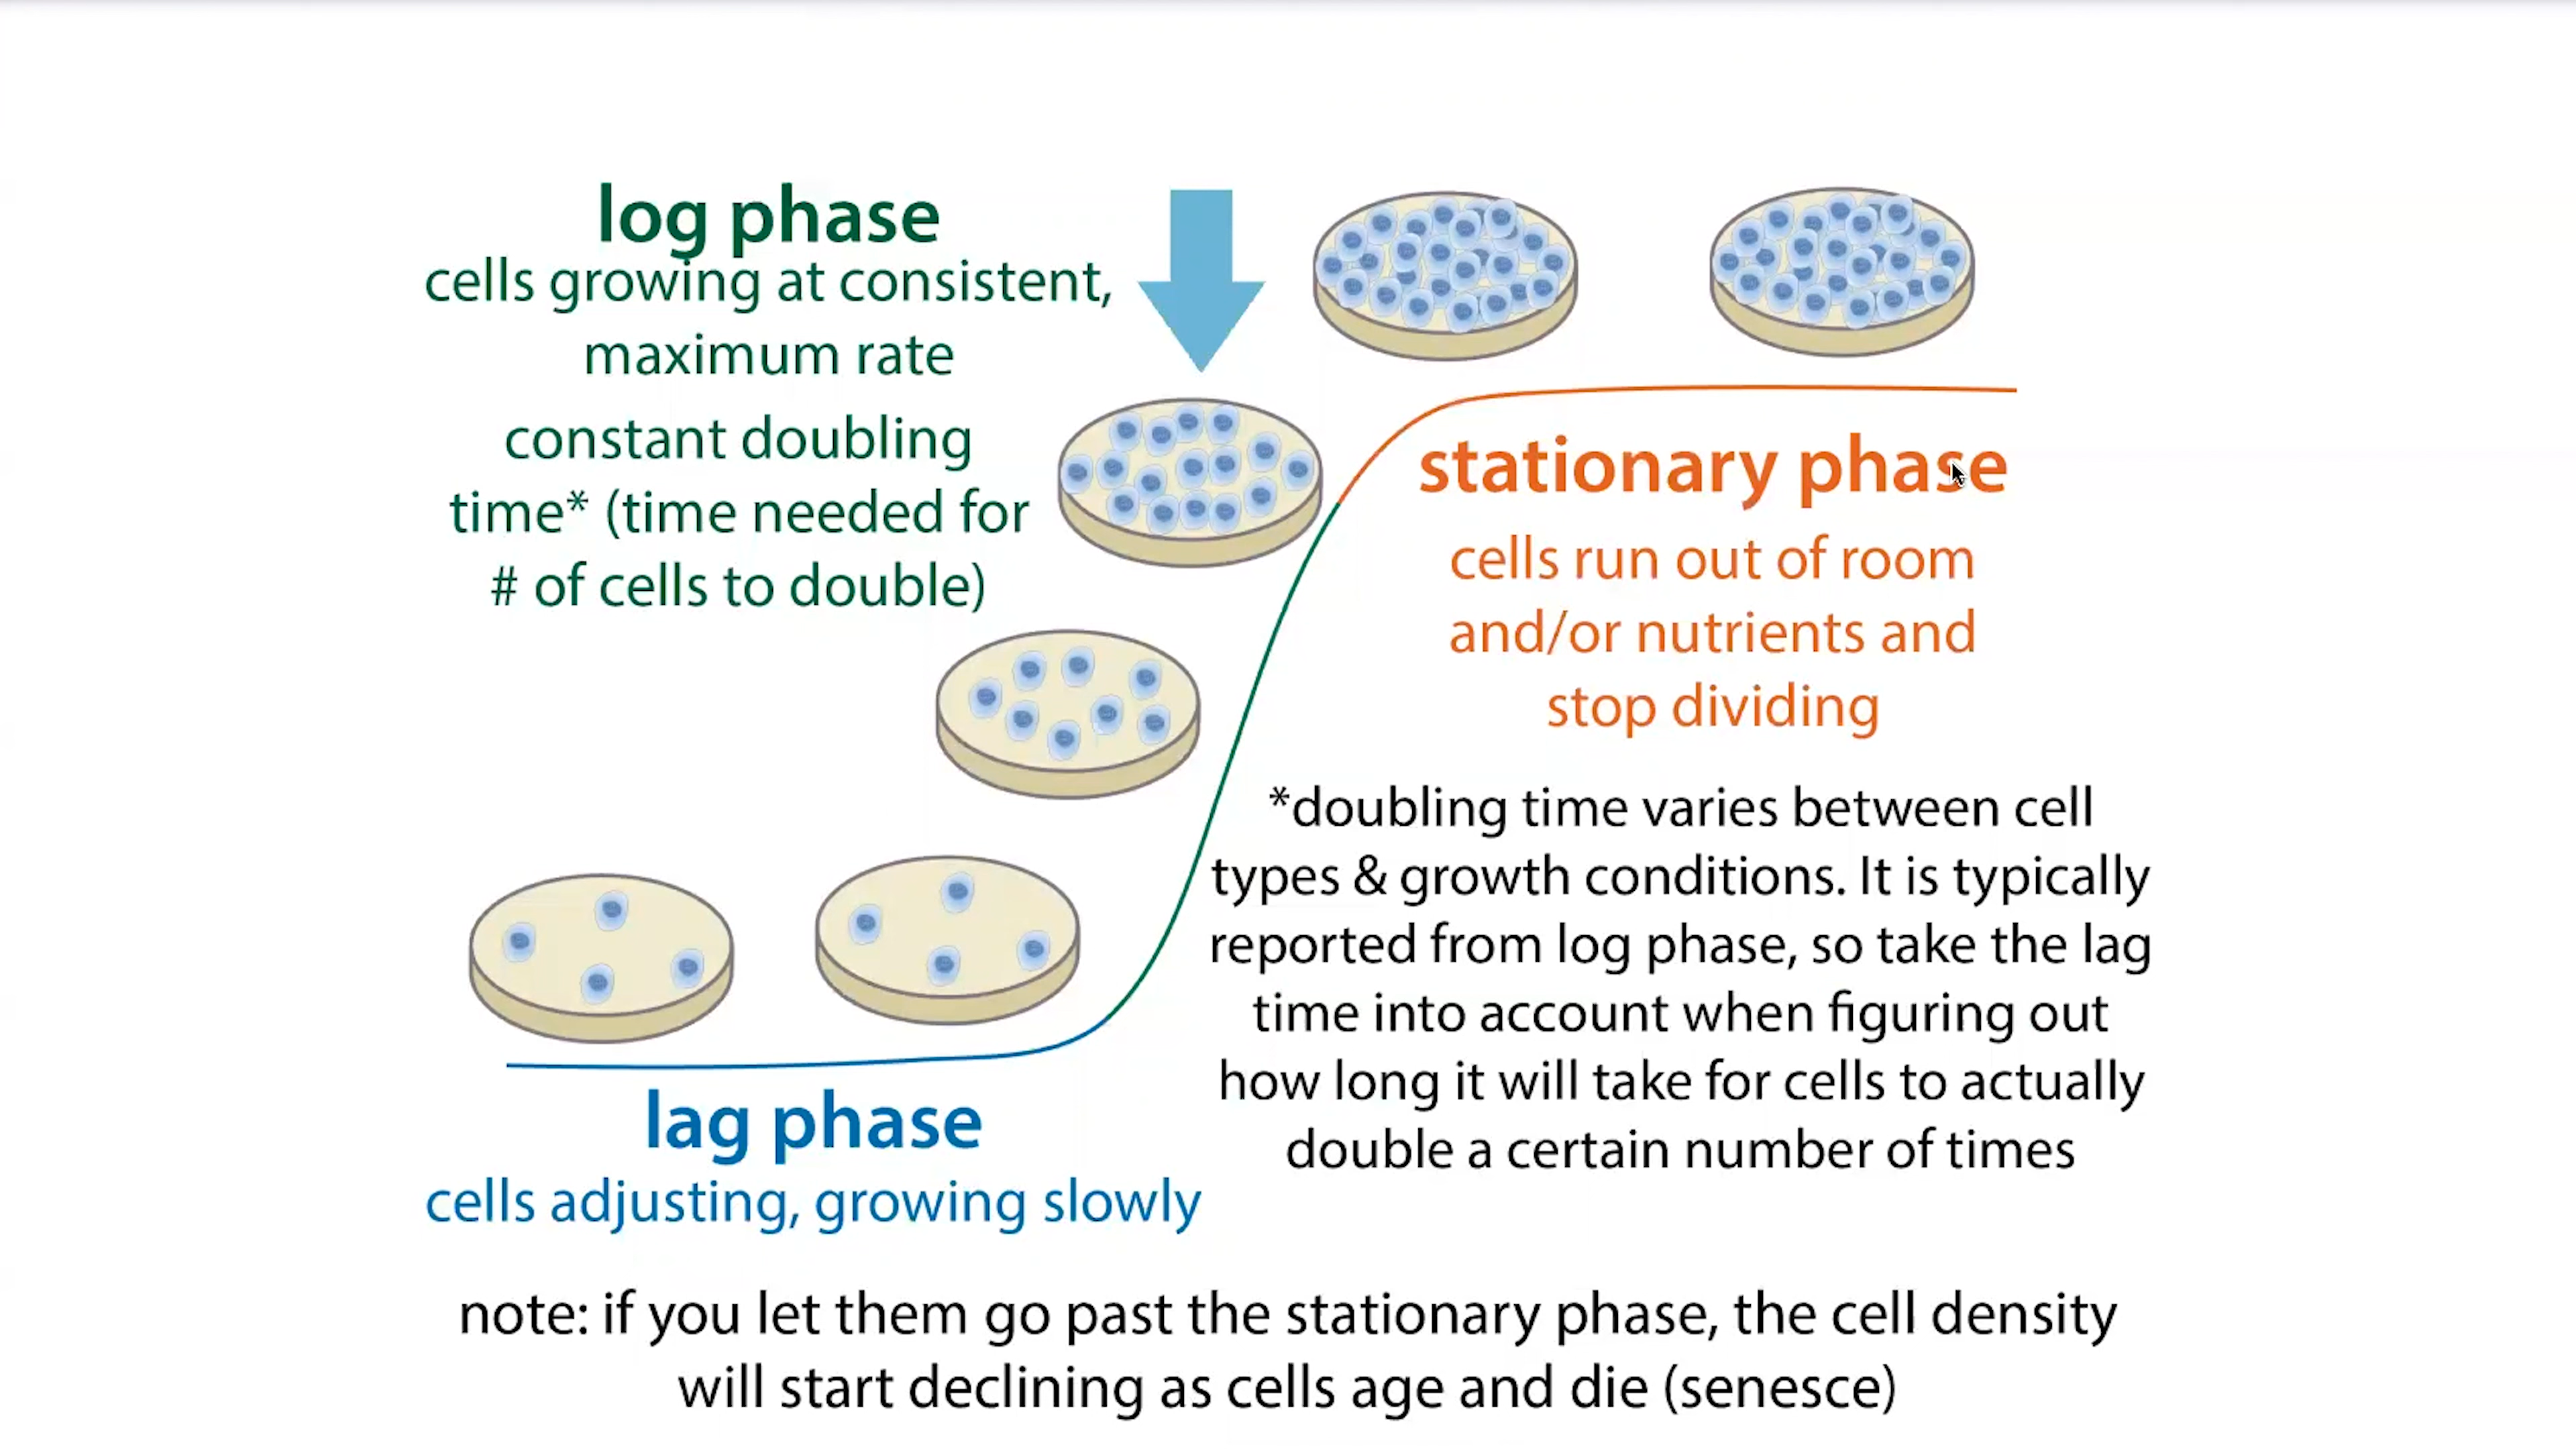 log phase
cells growing at consistent,
maximum rate
constant doubling
time* (time needed for
# of cells to double)
stationary phase
cells run out of room
and/or nutrients and
stop dividing
*doubling time varies between cell
types & growth conditions. It is typically
reported from log phase, so take the lag
time into account when figuring out
how long it will take for cells to actually
double a certain number of times
lag phase
cells adjusting, growing slowly
note: if you let them go past the stationary phase, the cell density
will start declining as cells age and die (senesce)